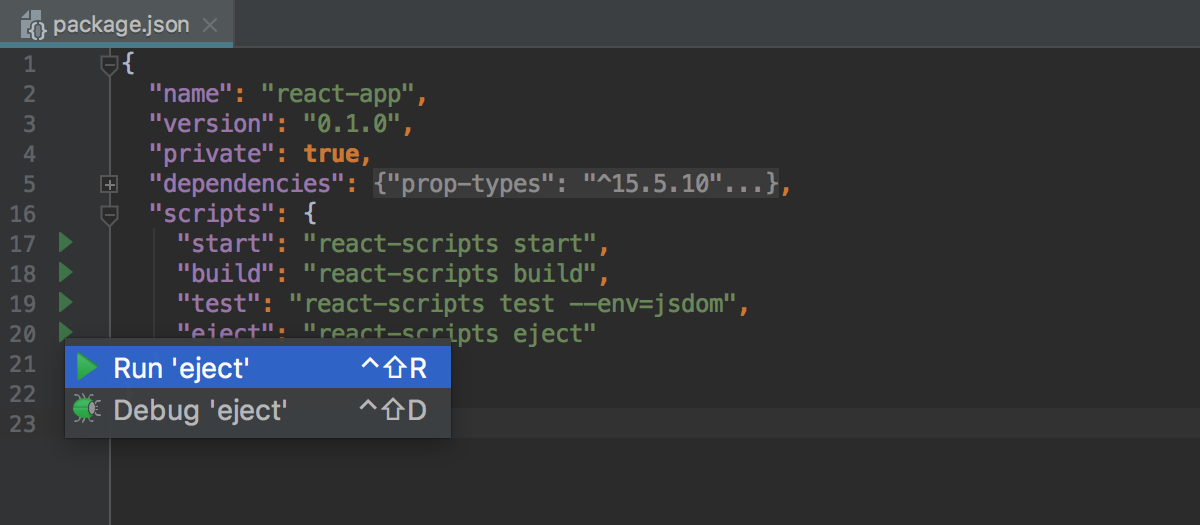 package.json
1 {
2 "name": "react-app",
3 "version": "0.1.0",
4 "private": true,
5 "dependencies": {"prop-types": "^15.5.10"...},
16 "scripts": {
17 "start": "react-scripts start",
18 "build": "react-scripts build",
19 "test": "react-scripts test --env=jsdom",
20 "eject": "react-scripts eject"
21
Run 'eject' ^⇧R
22
Debug 'eject' ^⇧D
23